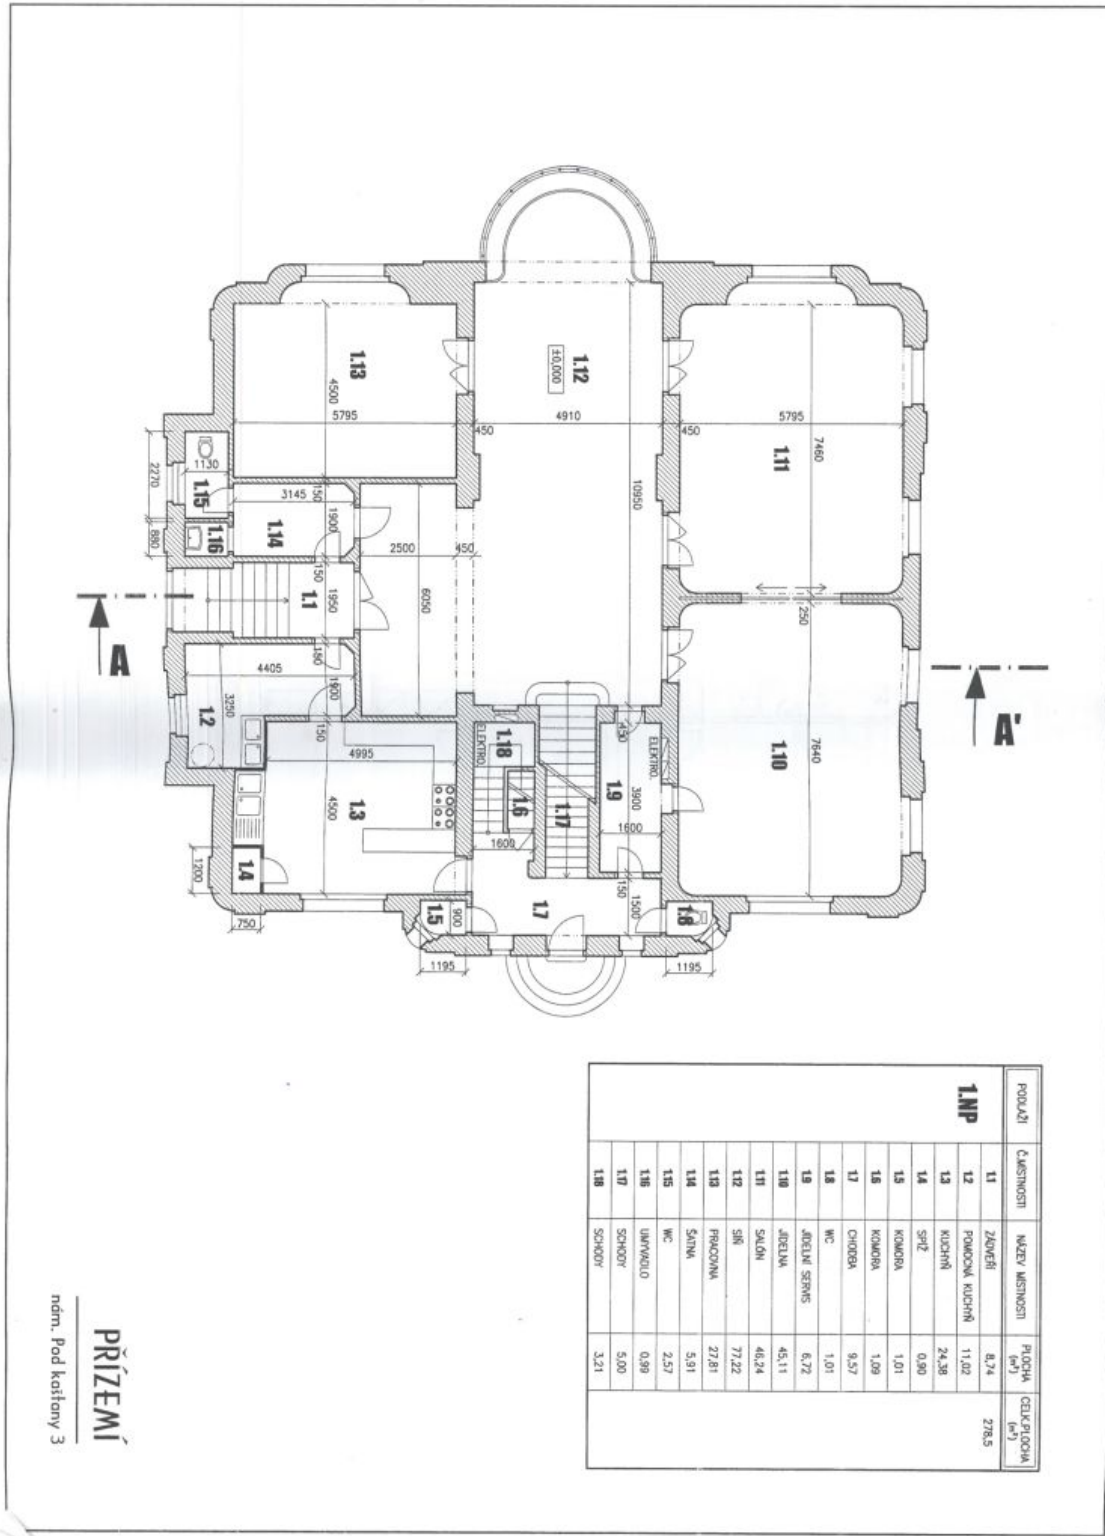 A'
1.11
5795
7460
450
1.10
250
7640
1.12
±0,000
4910
10950
450
ELEKTRO.
450
1.9
3900
1600
150
1500
1.8
1195
1.17
1.18
ELEKTRO.
1.6
1600
1.7
1.13
4500
5795
2500
450
6050
1.3
4995
4500
150
1.5
900
1195
1.14
3145
150
1900
150
1.1
1950
150
1900
1.15
1130
1.16
2270
880
1.2
4405
3250
1.4
1200
750
A
PODLAŽI Č.MÍSTNOSTI NÁZEV MÍSTNOSTI PLOCHA (m²) CELK.PLOCHA (m²)
1.NP
1.1 ZÁDVEŘÍ 8,74 278,5
1.2 POMOCNÁ KUCHYŇ 11,02
1.3 KUCHYŇ 24,38
1.4 SPÍŽ 0,90
1.5 KOMORA 1,01
1.6 KOMORA 1,09
1.7 CHODBA 9,57
1.8 WC 1,01
1.9 JÍDELNÍ SERVIS 6,72
1.10 JÍDELNA 45,11
1.11 SALÓN 46,24
1.12 SÍŇ 77,22
1.13 PRACOVNA 27,81
1.14 ŠATNA 5,91
1.15 WC 2,57
1.16 UMYVADLO 0,99
1.17 SCHODY 5,00
1.18 SCHODY 3,21
PŘÍZEMÍ
nám. Pod kaštany 3